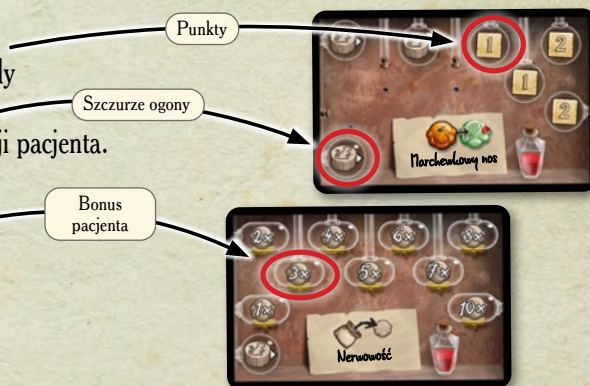 Punkty
1 2
ly
1
Szczurze ogony
2
ji pacjenta.
Marchewkowy nos
Bonus
pacjenta
2x 4x 6x 8x
3x 5x 7x
1x 10x
Nerwowość